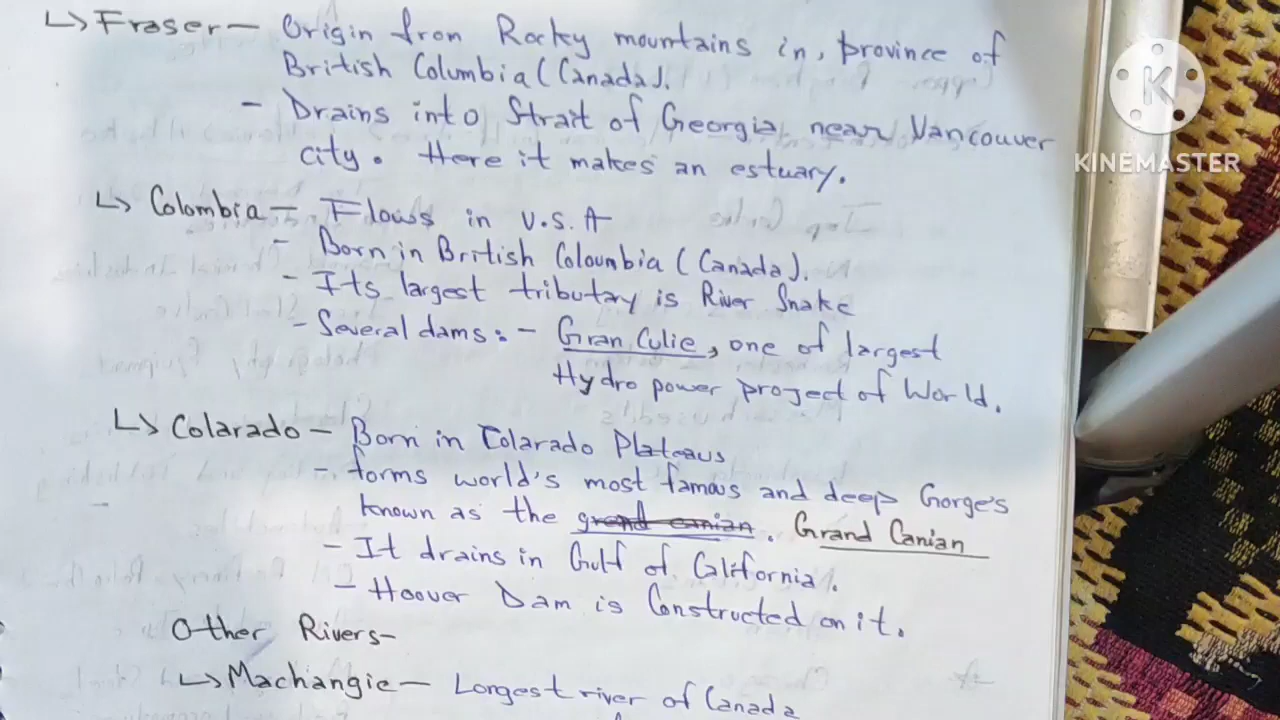 ↳ Fraser - Origin from Rocky mountains in, province of
British Columbia (Canada).
- Drains into Strait of Georgia, near Vancouver
city. Here it makes an estuary.
↳ Colombia - Flows in U.S.A
- Born in British Coloumbia (Canada).
- Its largest tributary is River Snake
- Several dams: - Gran Culie, one of largest
Hydro power project of World.
↳ Colarado - Born in Colarado Plateaus
- forms world's most famous and deep Gorge's
known as the grand canian. Grand Canian
- It drains in Gulf of California.
- Hoover Dam is Constructed on it.
Other Rivers-
↳ Machangie - Longest river of Canada
KINEMASTER